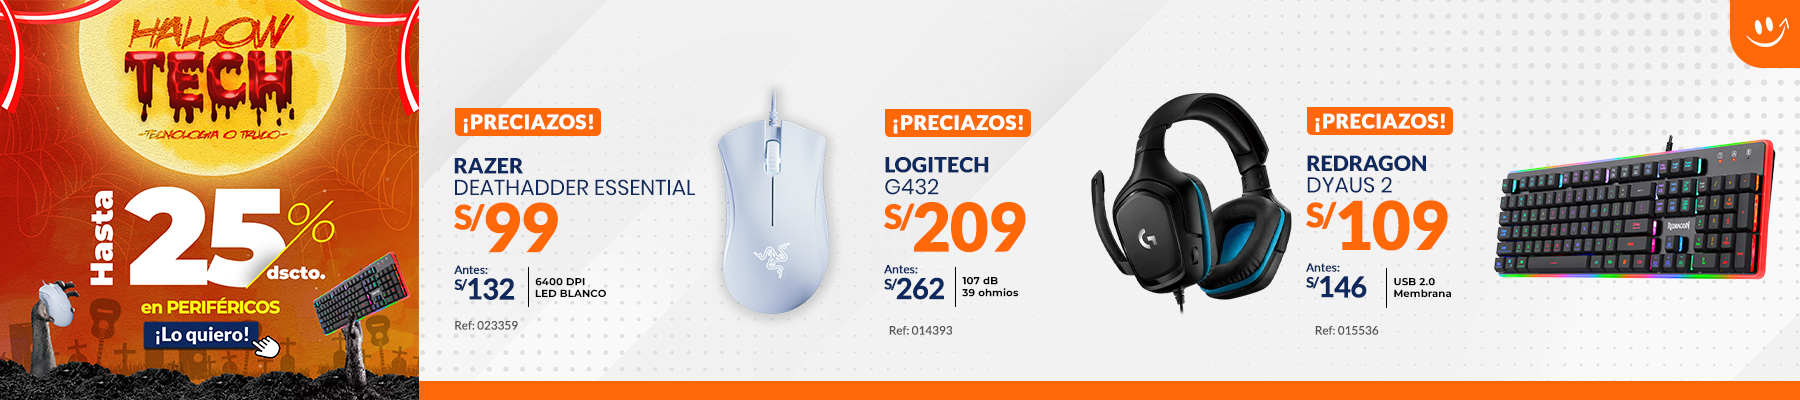 HALLOW
TECH
-TECNOLOGIA O TRUCO-
Hasta
25%
dscto.
en PERIFÉRICOS
¡Lo quiero!
¡PRECIAZOS!
RAZER
DEATHADDER ESSENTIAL
S/99
Antes:
S/132
6400 DPI
LED BLANCO
Ref: 023359
¡PRECIAZOS!
LOGITECH
G432
S/209
Antes:
S/262
107 dB
39 ohmios
Ref: 014393
G
¡PRECIAZOS!
REDRAGON
DYAUS 2
S/109
Antes:
S/146
USB 2.0
Membrana
Ref: 015536
REDRAGON